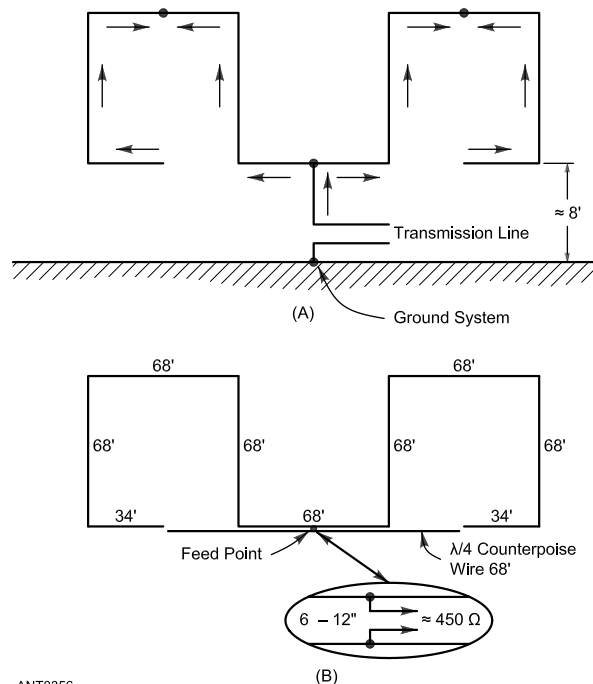 ≈ 8'
Transmission Line
(A)
Ground System
68' 68'
68' 68' 68' 68'
34' 68' 34'
Feed Point
λ/4 Counterpoise
Wire 68'
6 – 12" ≈ 450 Ω
(B)